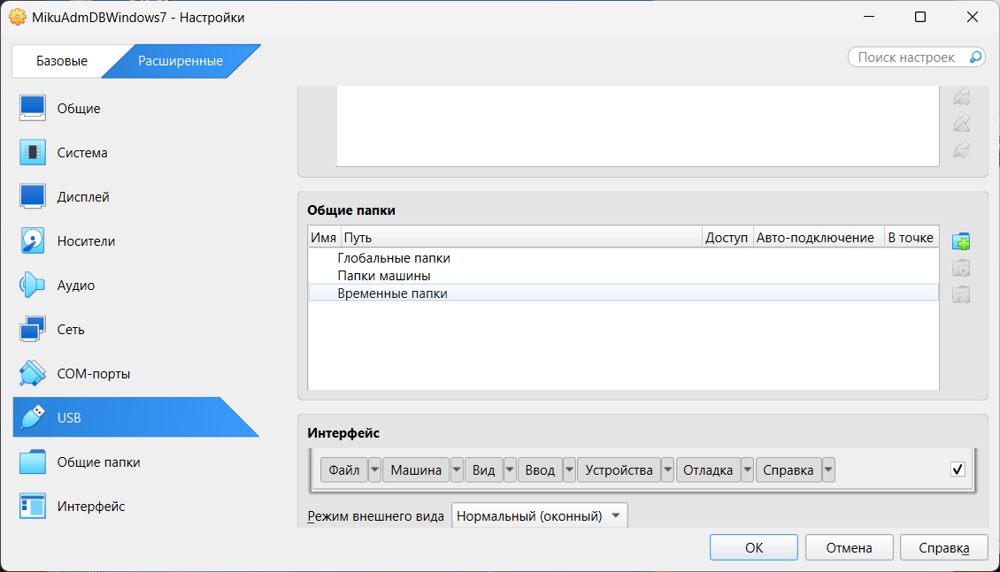 MikuAdmDBWindows7 - Настройки
Базовые Расширенные Поиск настроек
Общие
Система
Дисплей
Носители
Аудио
Сеть
COM-порты
USB
Общие папки
Интерфейс
Общие папки
Имя Путь Доступ Авто-подключение В точке
Глобальные папки
Папки машины
Временные папки
Интерфейс
Файл Машина Вид Ввод Устройства Отладка Справка
Режим внешнего вида Нормальный (оконный)
ОК Отмена Справка